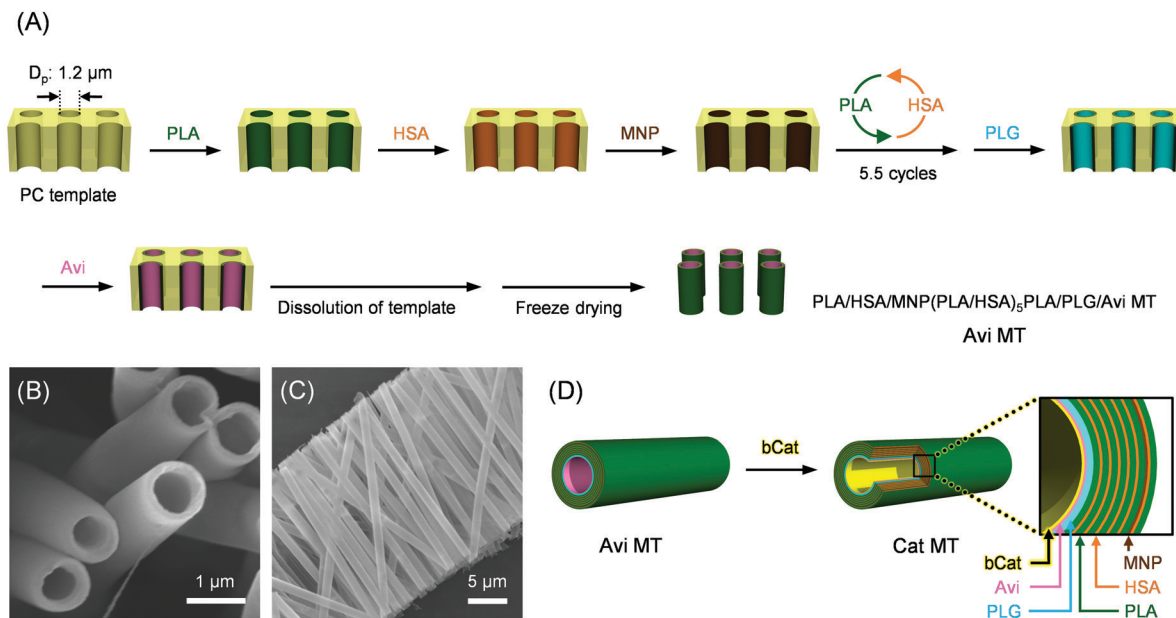 (A)
Dp: 1.2 µm
PLA
HSA
MNP
PLA
HSA
5.5 cycles
PLG
PC template
Avi
Dissolution of template
Freeze drying
PLA/HSA/MNP(PLA/HSA)5PLA/PLG/Avi MT
Avi MT
(B)
1 µm
(C)
5 µm
(D)
bCat
Avi MT
Cat MT
bCat
MNP
Avi
HSA
PLG
PLA